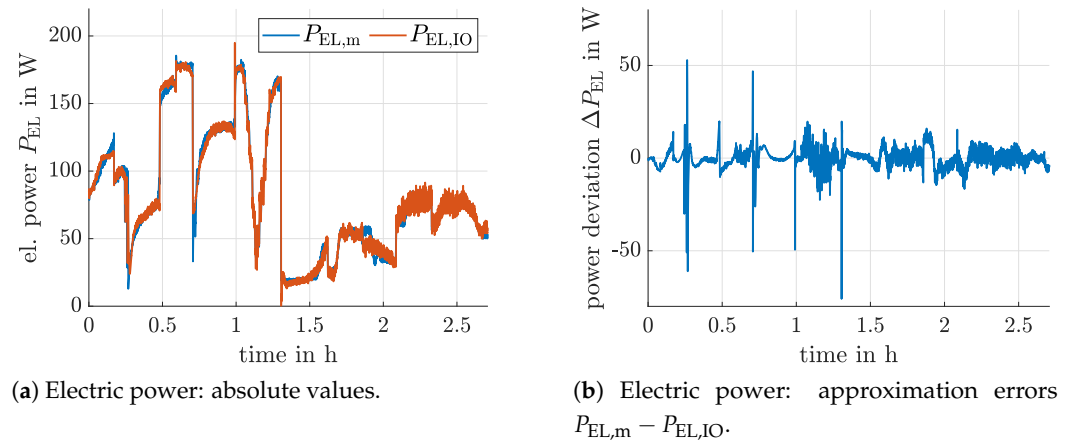 P_EL,m P_EL,IO
el. power P_EL in W
200
150
100
50
0
0 0.5 1 1.5 2 2.5
time in h
(a) Electric power: absolute values.
power deviation ΔP_EL in W
50
0
-50
0 0.5 1 1.5 2 2.5
time in h
(b) Electric power: approximation errors
P_EL,m − P_EL,IO.